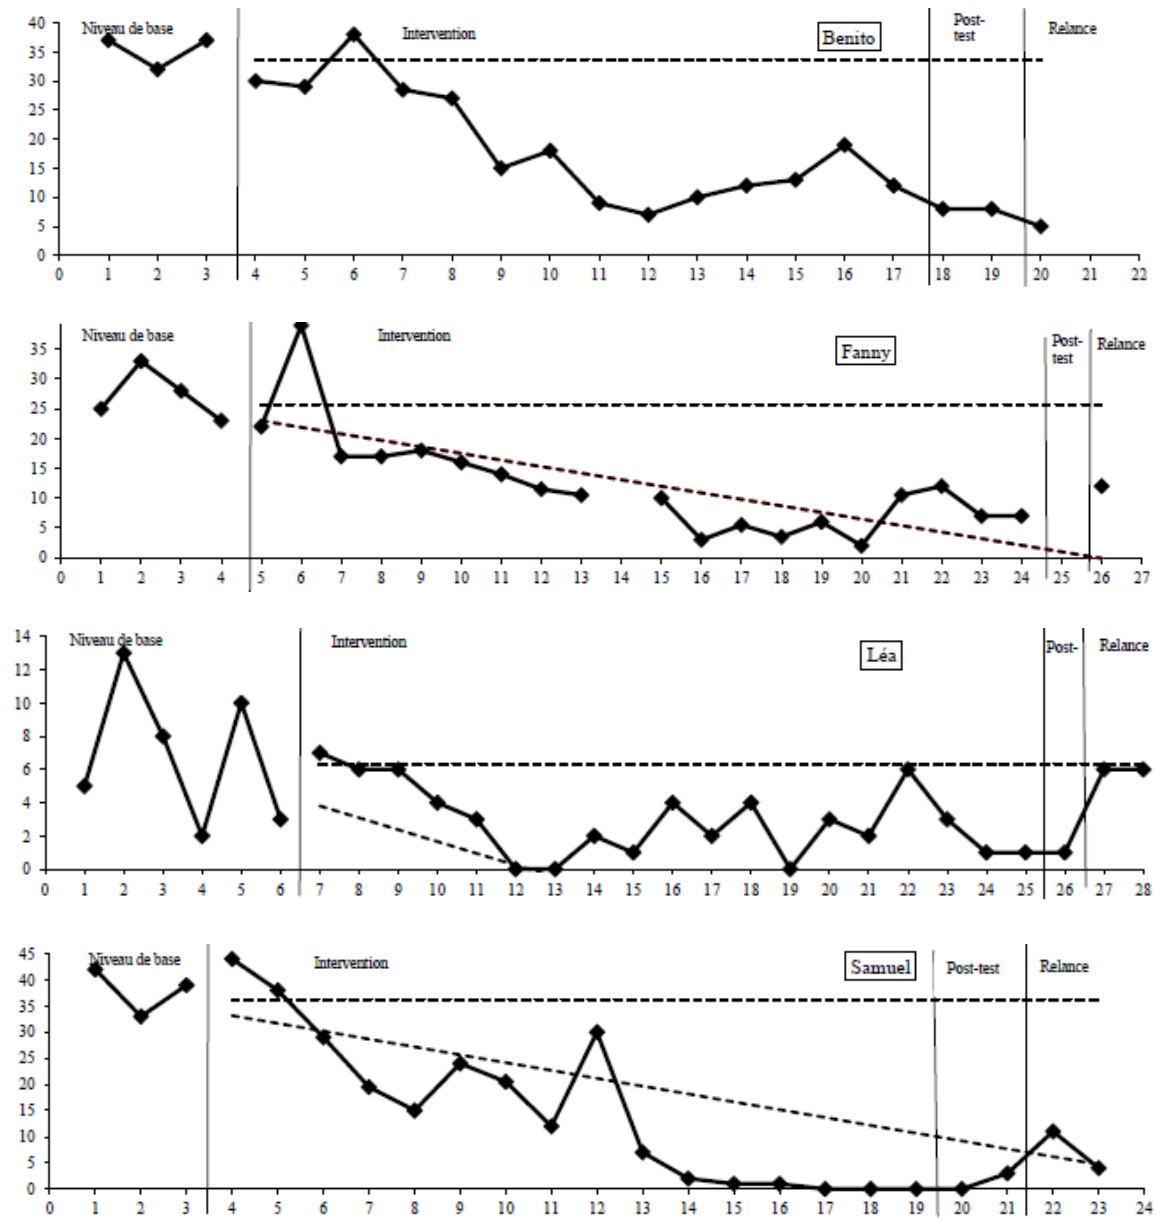 40
35
30
25
20
15
10
5
0
Niveau de base
Intervention
Benito
Post-
test
Relance
0 1 2 3 4 5 6 7 8 9 10 11 12 13 14 15 16 17 18 19 20 21 22
35
30
25
20
15
10
5
0
Niveau de base
Intervention
Fanny
Post-
test
Relance
0 1 2 3 4 5 6 7 8 9 10 11 12 13 14 15 16 17 18 19 20 21 22 23 24 25 26 27
14
12
10
8
6
4
2
0
Niveau de base
Intervention
Léa
Post-
Relance
0 1 2 3 4 5 6 7 8 9 10 11 12 13 14 15 16 17 18 19 20 21 22 23 24 25 26 27 28
45
40
35
30
25
20
15
10
5
0
Niveau de base
Intervention
Samuel
Post-test
Relance
0 1 2 3 4 5 6 7 8 9 10 11 12 13 14 15 16 17 18 19 20 21 22 23 24